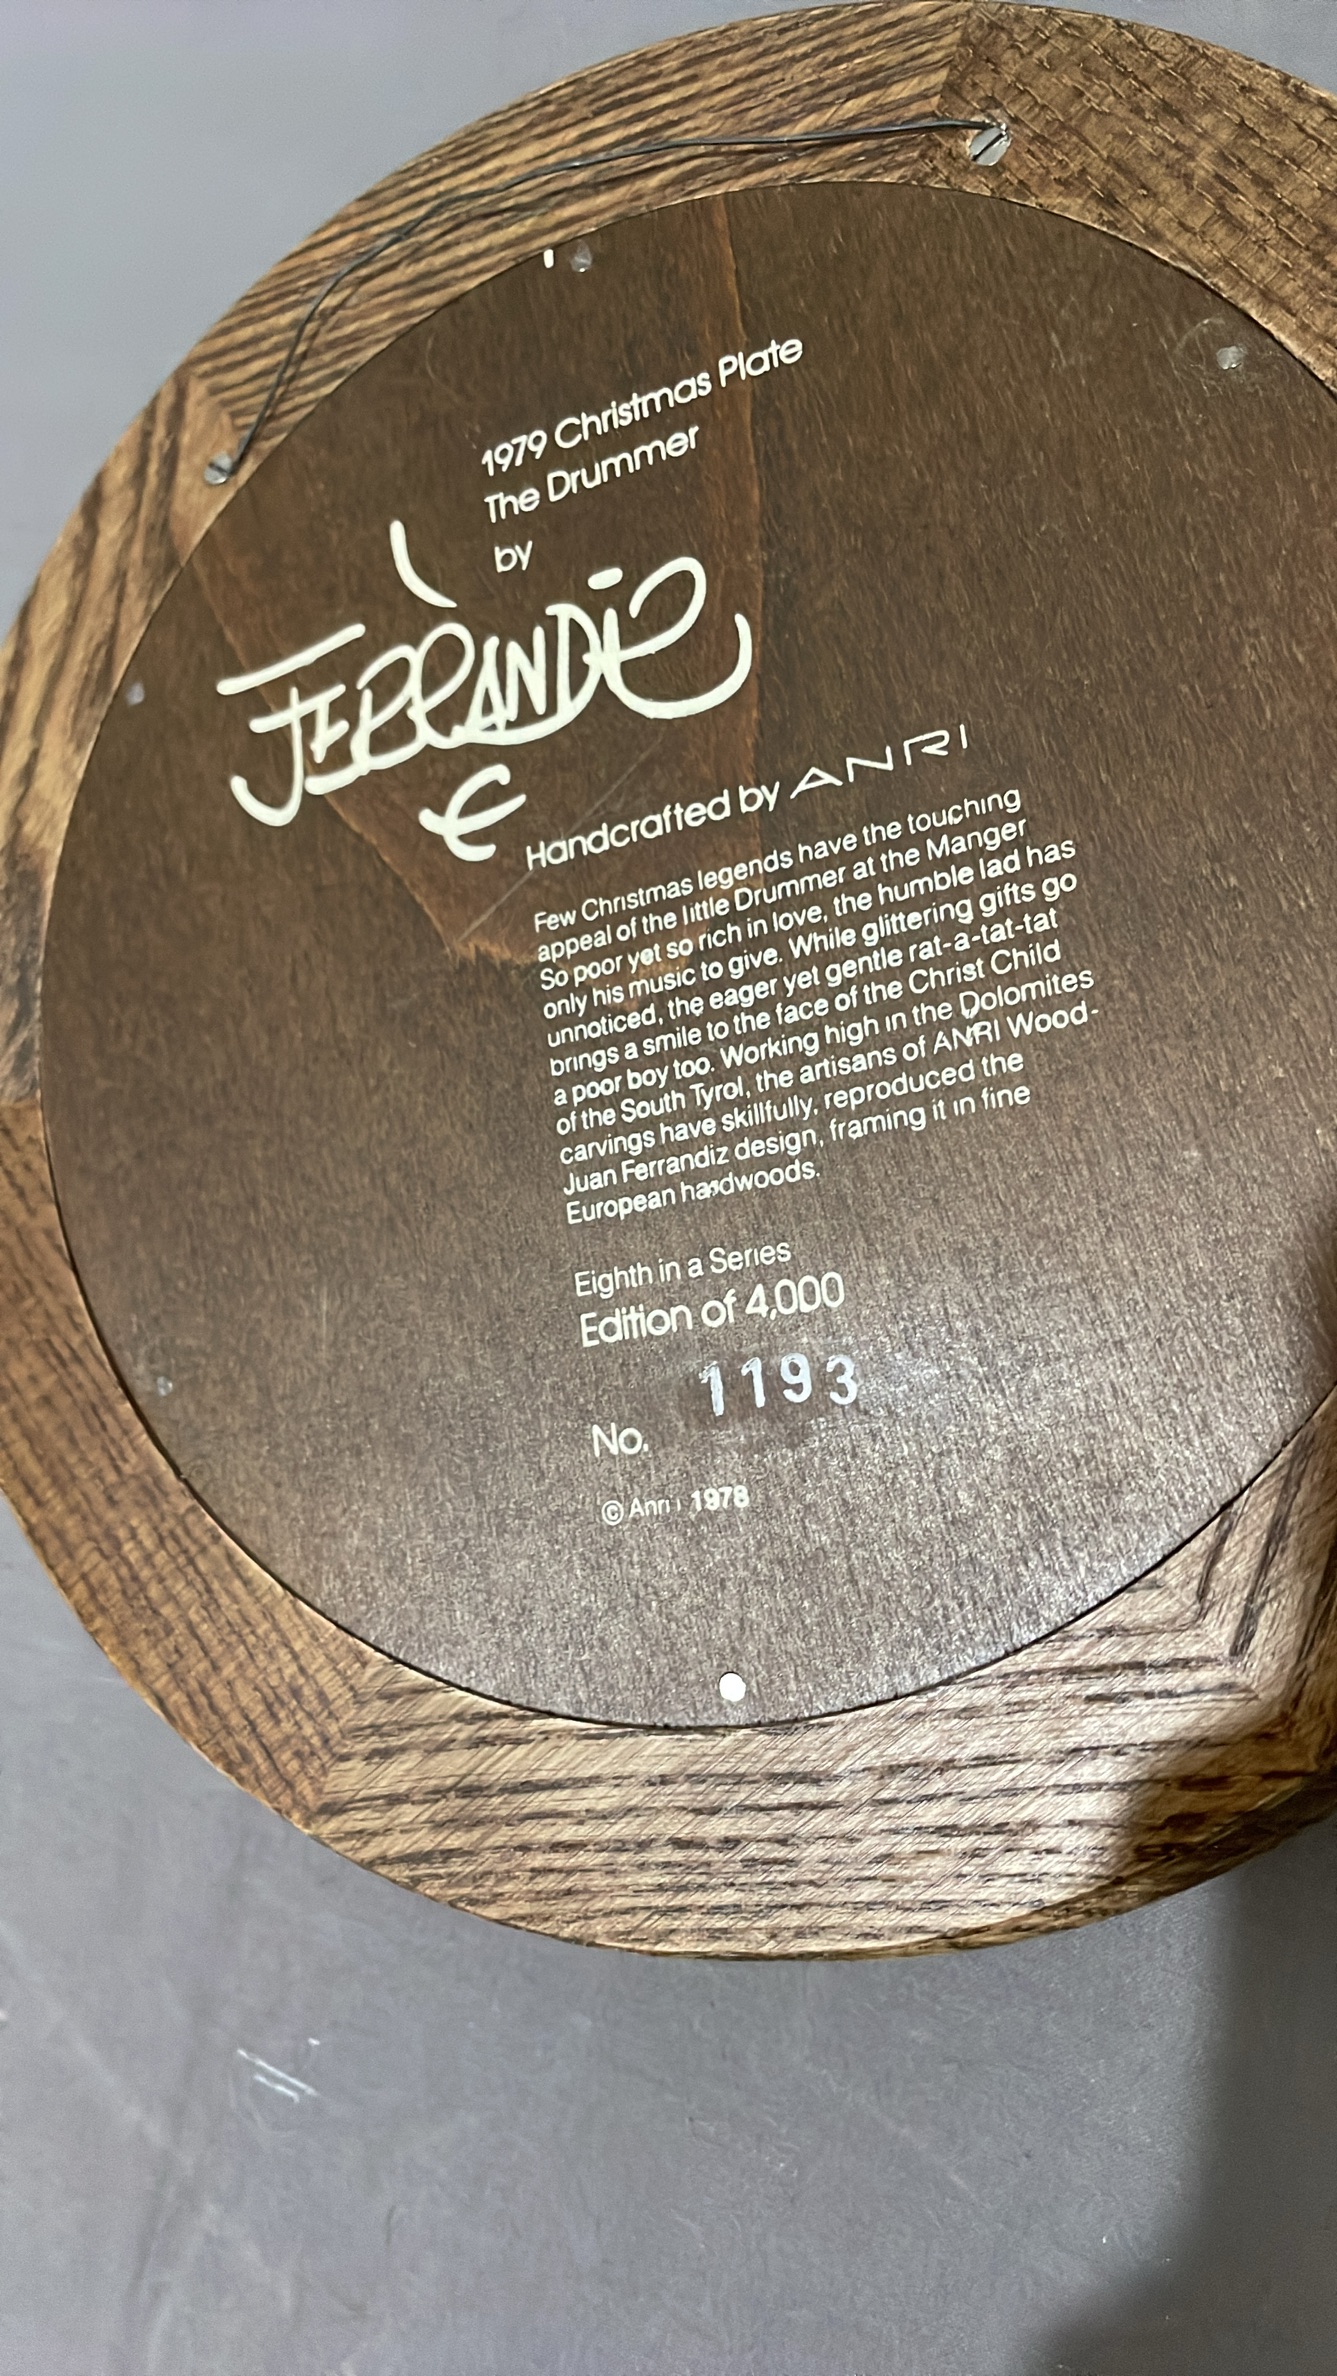 1979 Christmas Plate
The Drummer
by
J FERRANDIZ
Handcrafted by ANRI
Few Christmas legends have the touching
appeal of the little Drummer at the Manger
So poor yet so rich in love, the humble lad has
only his music to give. While glittering gifts go
unnoticed, the eager yet gentle rat-a-tat-tat
brings a smile to the face of the Christ Child
a poor boy too. Working high in the Dolomites
of the South Tyrol, the artisans of ANRI Wood-
carvings have skillfully, reproduced the
Juan Ferrandiz design, framing it in fine
European hardwoods.
Eighth in a Series
Edition of 4,000
No. 1193
© Anri 1978